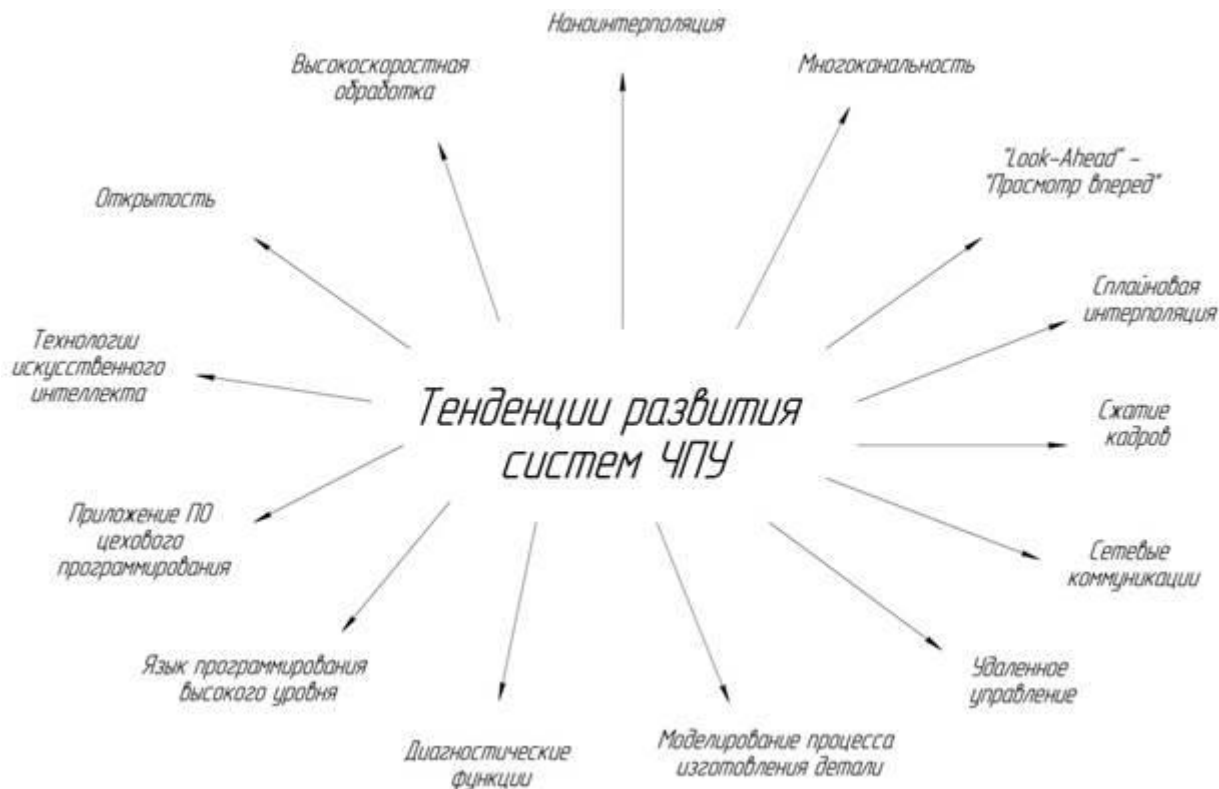 Наноинтерполяция
Высокоскоростная
обработка
Многоканальность
"Look-Ahead" -
"Просмотр вперед"
Открытость
Сплайновая
интерполяция
Технологии
искусственного
интеллекта
Тенденции развития
систем ЧПУ
Сжатие
кадров
Приложение ПО
цехового
программирования
Сетевые
коммуникации
Язык программирования
высокого уровня
Удаленное
управление
Диагностические
функции
Моделирование процесса
изготовления детали